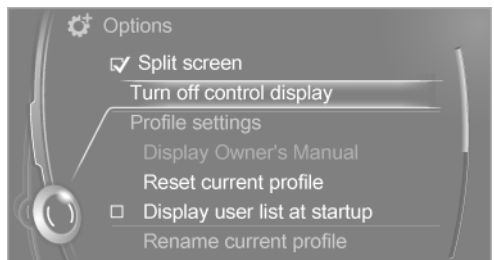 Options
Split screen
Turn off control display
Profile settings
Display Owner's Manual
Reset current profile
Display user list at startup
Rename current profile